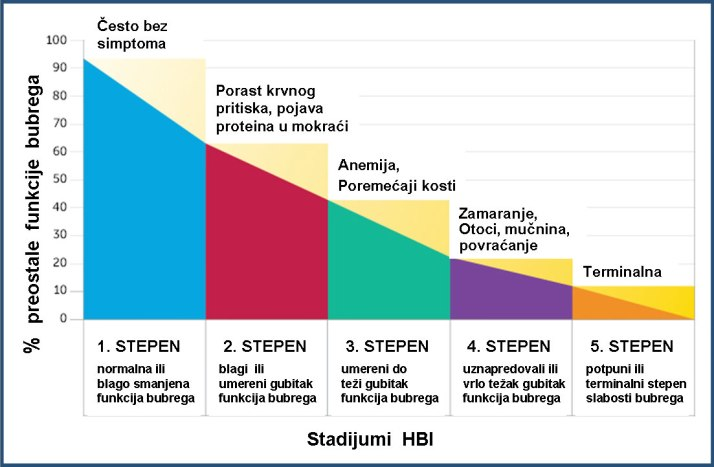 Često bez
simptoma
Porast krvnog
pritiska, pojava
proteina u mokraći
Anemija,
Poremećaji kosti
Zamaranje,
Otoci, mučnina,
povraćanje
Terminalna
% preostale funkcije bubrega
100
90
80
70
60
50
40
30
20
10
0
1. STEPEN
normalna ili
blago smanjena
funkcija bubrega
2. STEPEN
blagi ili
umereni gubitak
funkcija bubrega
3. STEPEN
umereni do
teži gubitak
funkcija bubrega
4. STEPEN
uznapredovali ili
vrlo težak gubitak
funkcija bubrega
5. STEPEN
potpuni ili
terminalni stepen
slabosti bubrega
Stadijumi HBI